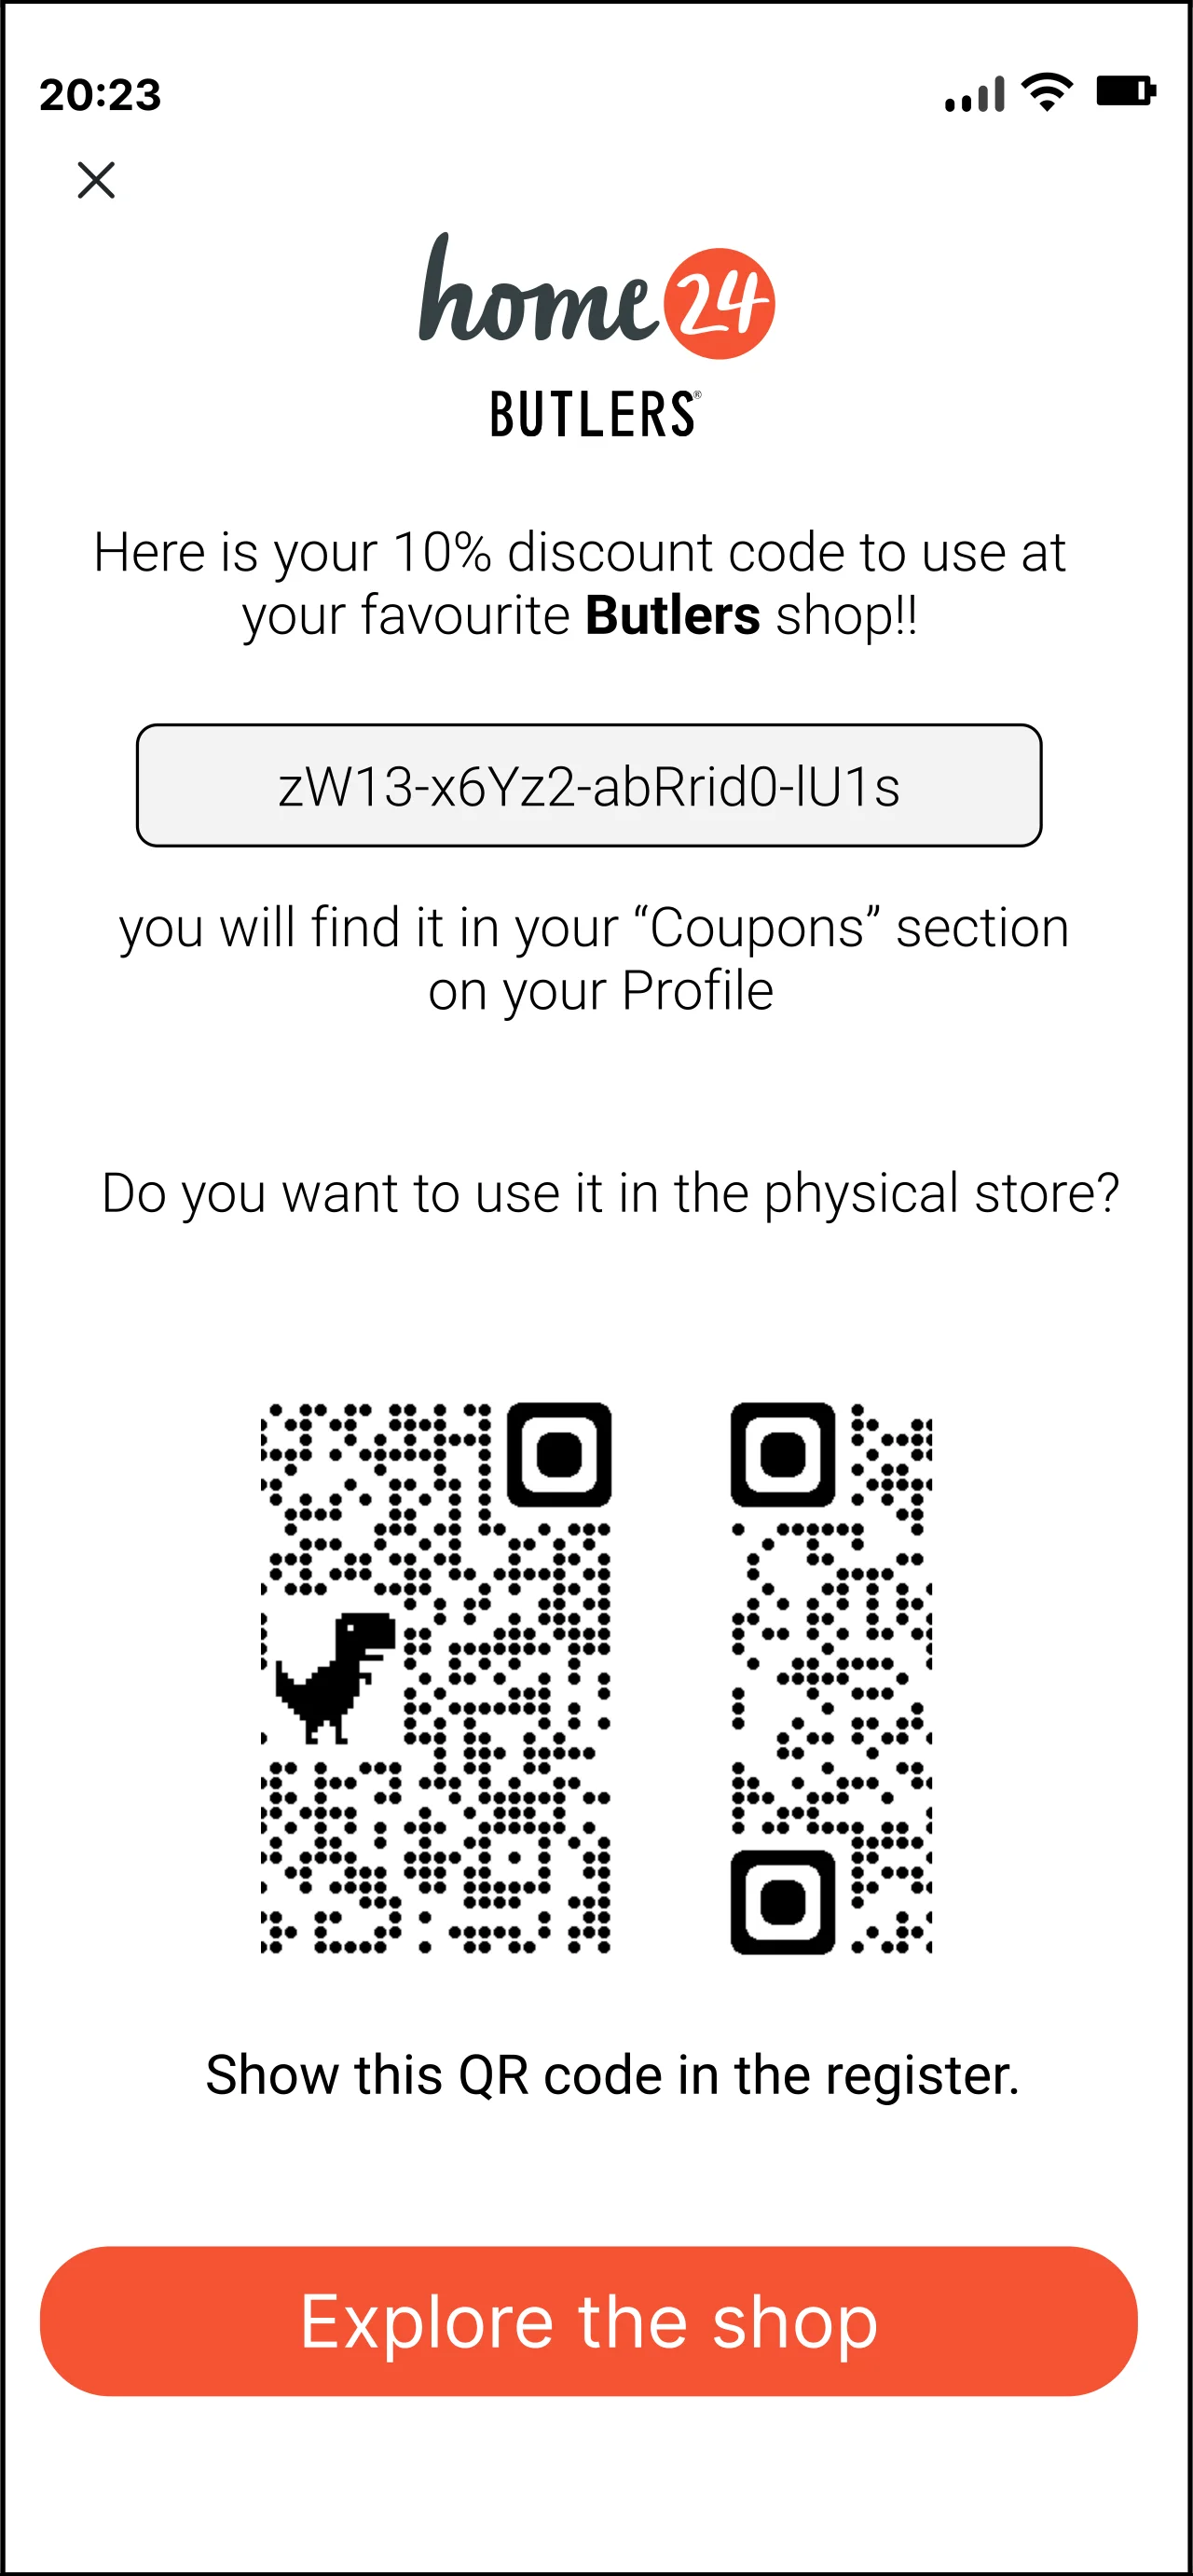 20:23
home24
BUTLERS®
Here is your 10% discount code to use at
your favourite Butlers shop!!
zW13-x6Yz2-abRrid0-lU1s
you will find it in your “Coupons” section
on your Profile
Do you want to use it in the physical store?
Show this QR code in the register.
Explore the shop